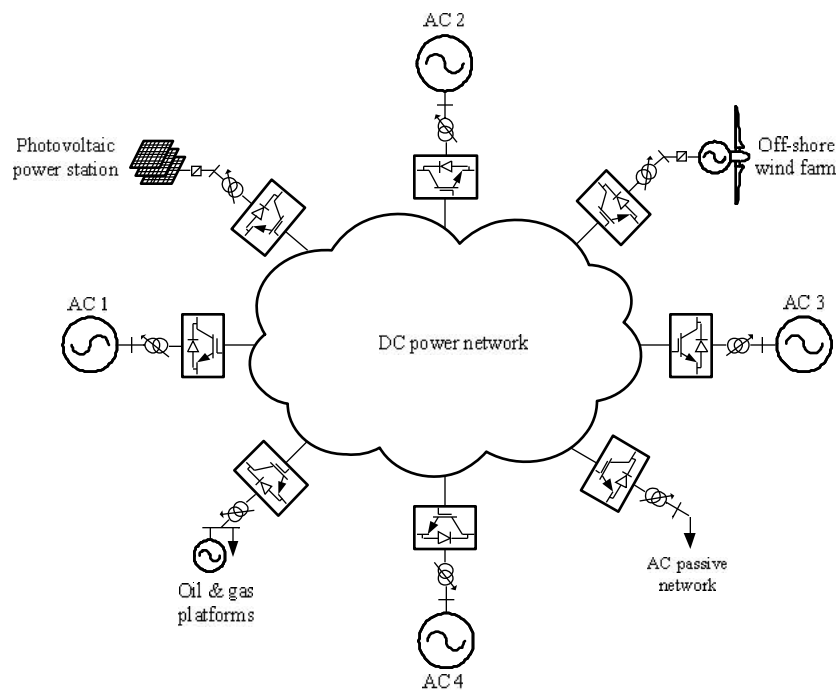 AC 2
Photovoltaic
power station
Off-shore
wind farm
AC 1
DC power network
AC 3
Oil & gas
platforms
AC passive
network
AC 4